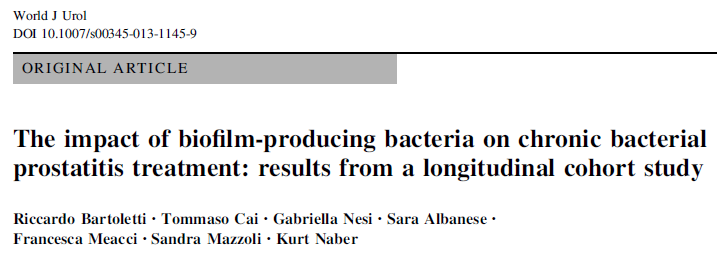 World J Urol
DOI 10.1007/s00345-013-1145-9
ORIGINAL ARTICLE
The impact of biofilm-producing bacteria on chronic bacterial
prostatitis treatment: results from a longitudinal cohort study
Riccardo Bartoletti · Tommaso Cai · Gabriella Nesi · Sara Albanese ·
Francesca Meacci · Sandra Mazzoli · Kurt Naber